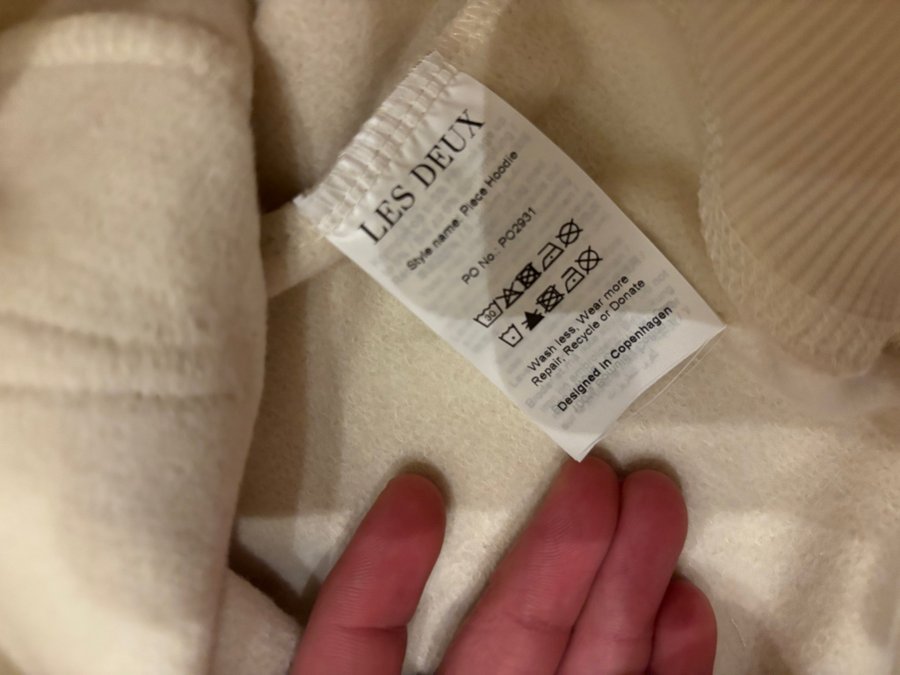 LES DEUX
Style name: Piece Hoodie
PO No.: PO2931
30
Wash less, Wear more
Repair, Recycle or Donate
Designed in Copenhagen